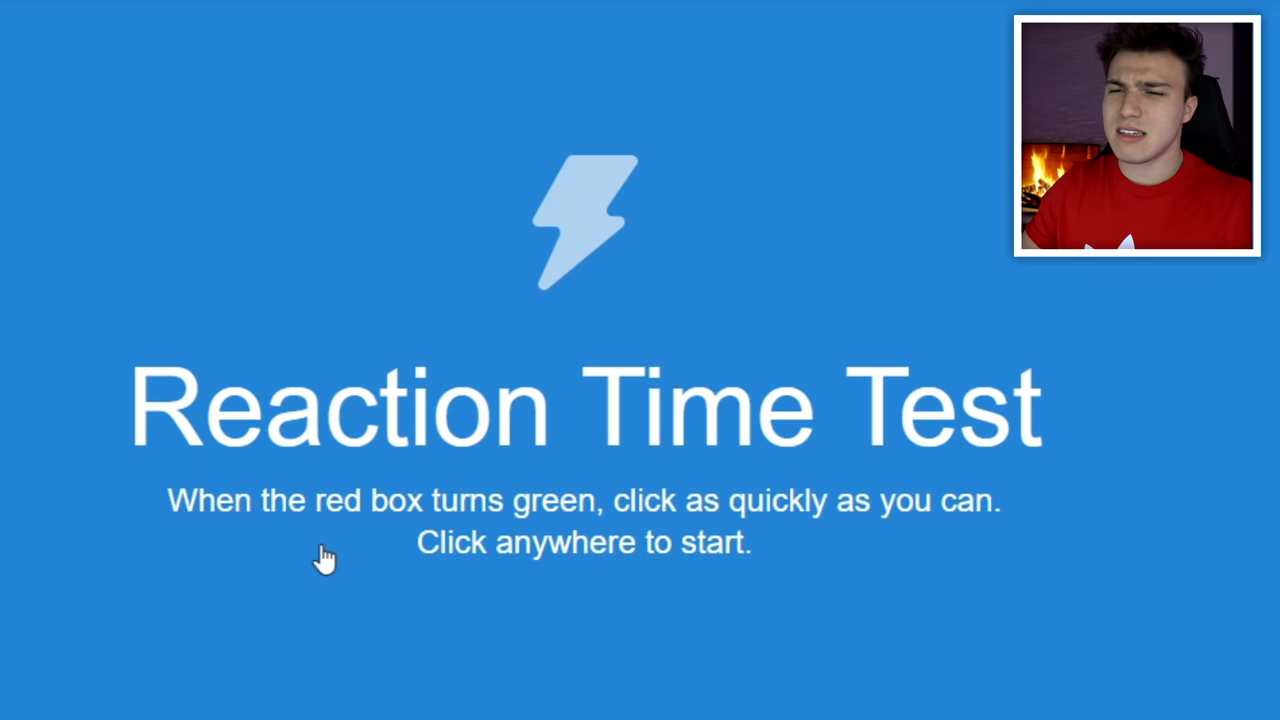 Reaction Time Test
When the red box turns green, click as quickly as you can.
Click anywhere to start.